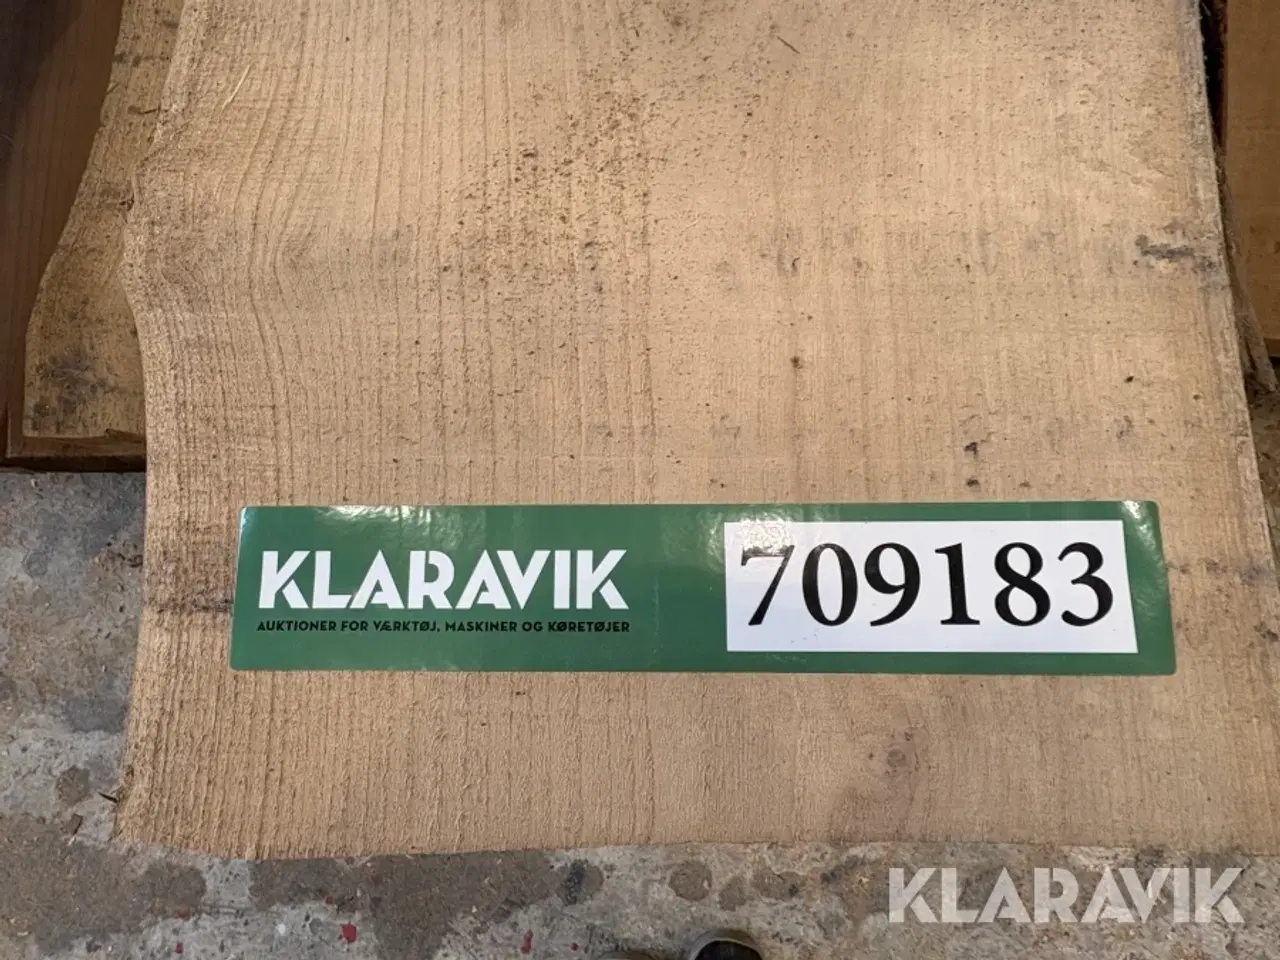 KLARAVIK
AUKTIONER FOR VÆRKTØJ, MASKINER OG KØRETØJER
709183
KLARAVIK